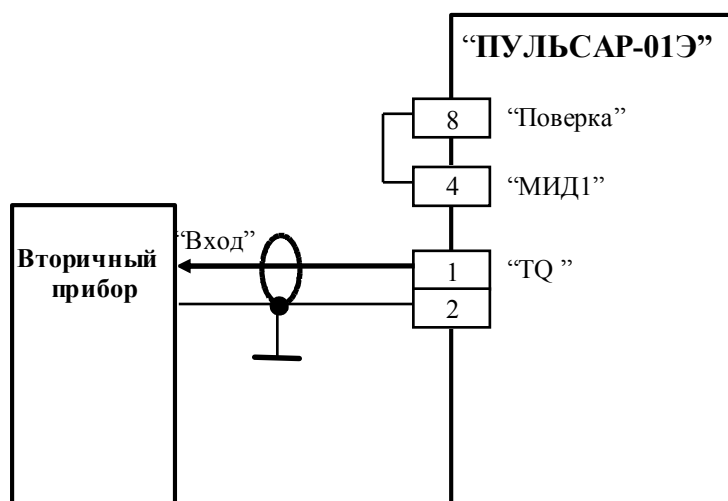 “ПУЛЬСАР-01Э”
8 “Поверка”
4 “МИД1”
“Вход”
Вторичный
прибор
1 “TQ ”
2